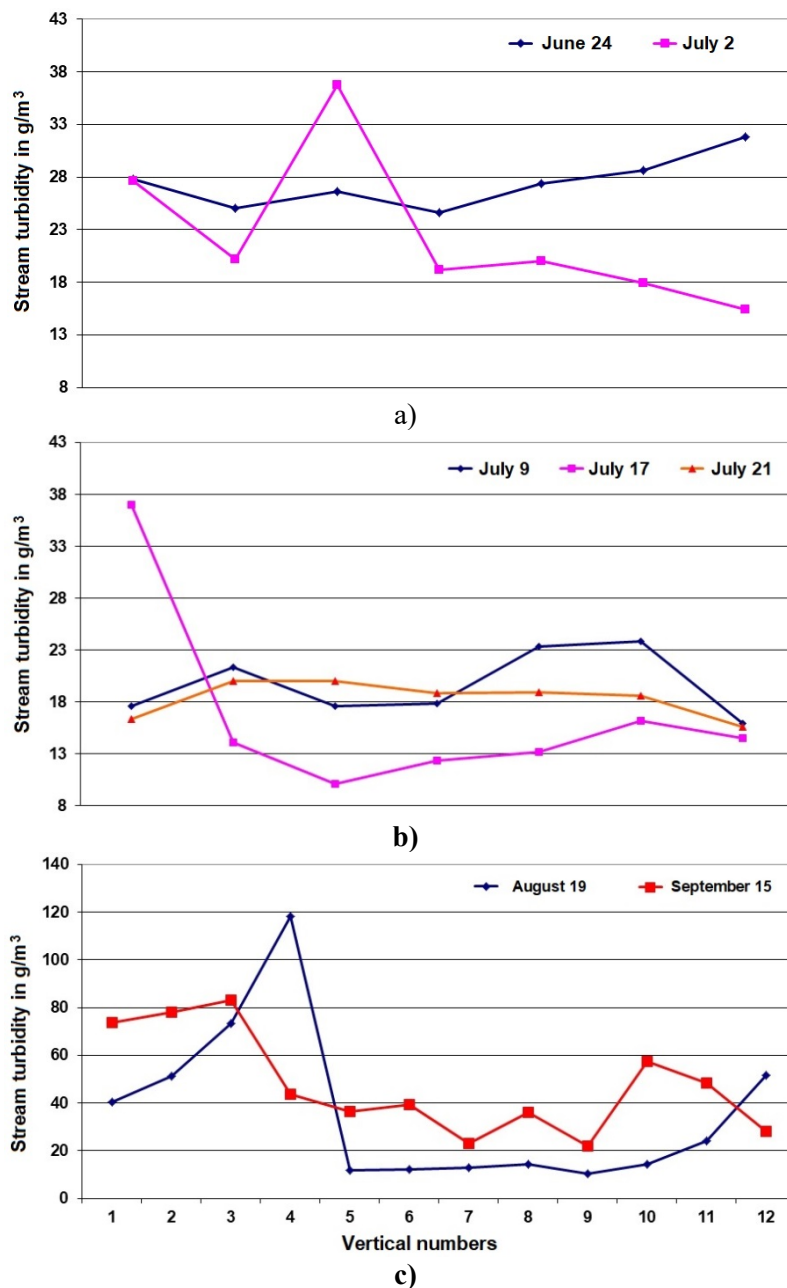 43
June 24 July 2
38
33
28
23
18
13
8
Stream turbidity in g/m³
a)
43
July 9 July 17 July 21
38
33
28
23
18
13
8
Stream turbidity in g/m³
b)
140
August 19 September 15
120
100
80
60
40
20
0
Stream turbidity in g/m³
1 2 3 4 5 6 7 8 9 10 11 12
Vertical numbers
c)